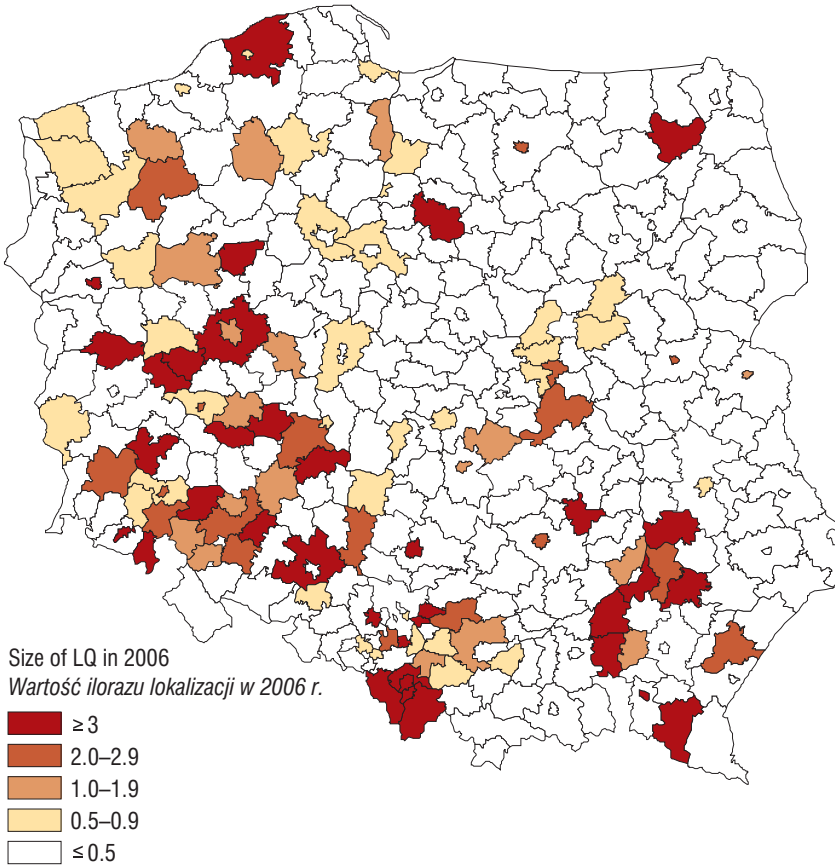 Size of LQ in 2006
Wartość ilorazu lokalizacji w 2006 r.
≥ 3
2.0–2.9
1.0–1.9
0.5–0.9
≤ 0.5